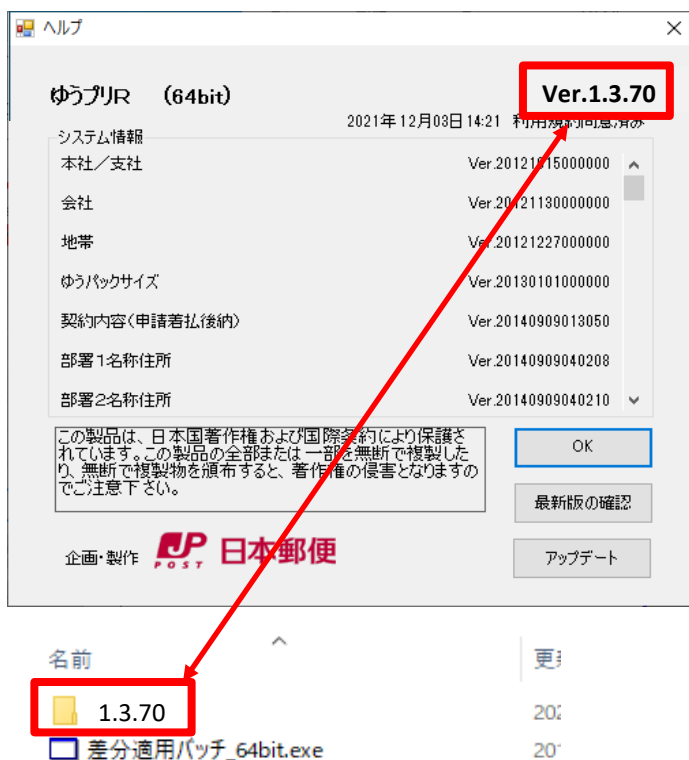 ヘルプ
ゆうプリR (64bit)
Ver.1.3.70
2021年12月03日 14:21 利用規約同意済み
システム情報
本社／支社 Ver.20121015000000
会社 Ver.20121130000000
地帯 Ver.20121227000000
ゆうパックサイズ Ver.20130101000000
契約内容(申請着払後納) Ver.20140909013050
部署1名称住所 Ver.20140909040208
部署2名称住所 Ver.20140909040210
この製品は、日本国著作権および国際条約により保護さ
れています。この製品の全部または一部を無断で複製した
り、無断で複製物を頒布すると、著作権の侵害となりますの
でご注意下さい。
OK
最新版の確認
企画・製作 JP POST 日本郵便
アップデート
名前
1.3.70
差分適用バッチ_64bit.exe